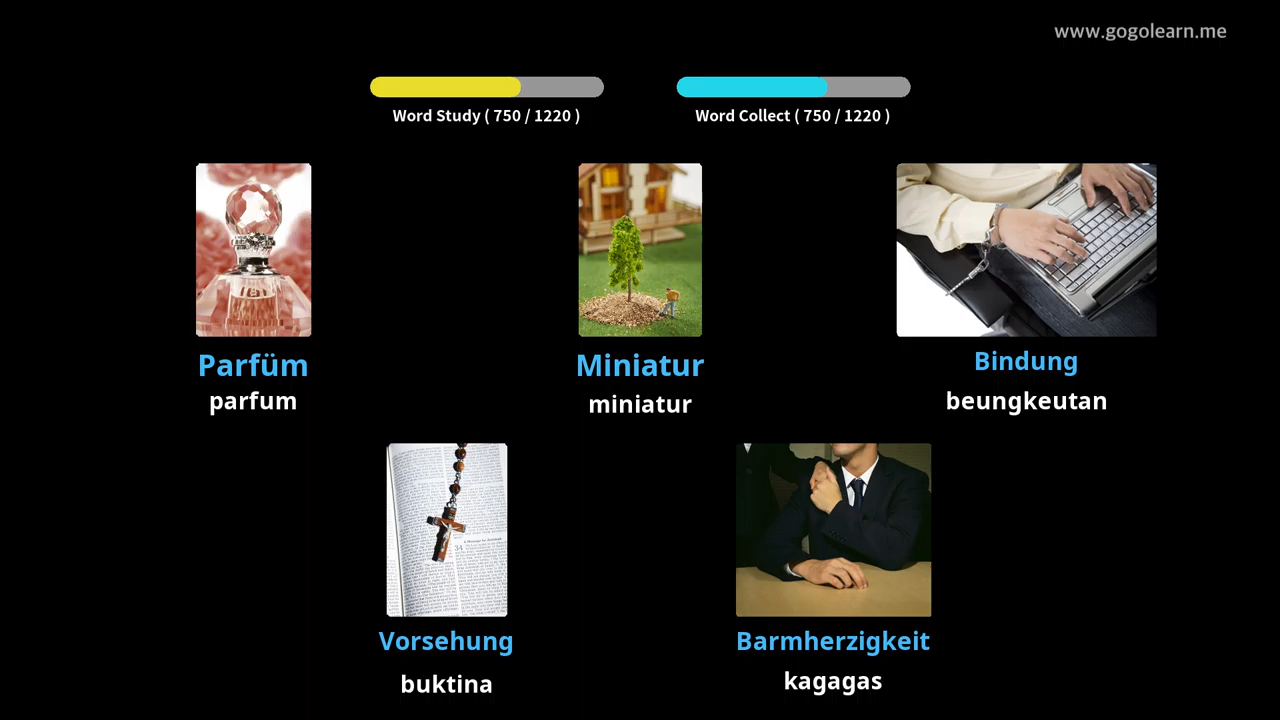 www.gogolearn.me
Word Study ( 750 / 1220 )
Word Collect ( 750 / 1220 )
Parfüm
parfum
Miniatur
miniatur
Bindung
beungkeutan
Vorsehung
buktina
Barmherzigkeit
kagagas